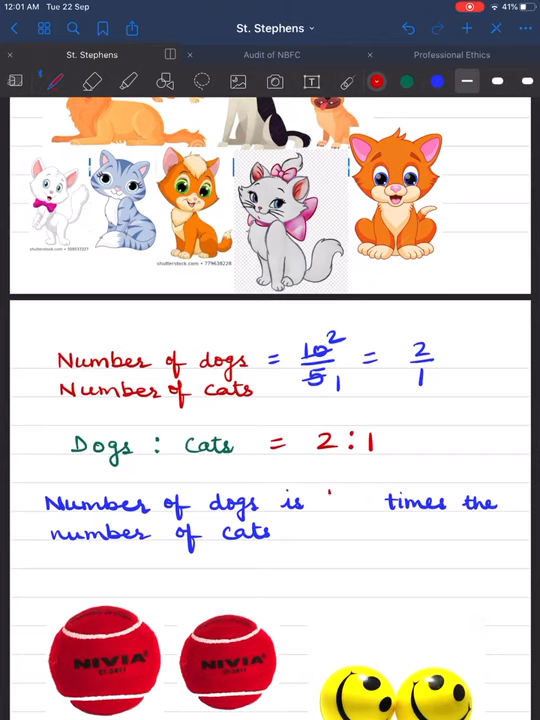 12:01 AM Tue 22 Sep
41%
St. Stephens
St. Stephens
Audit of NBFC
Professional Ethics
shutterstock.com • 779638228
Number of dogs = 10 2 = 2
Number of cats 5 1 1
Dogs : cats = 2 : 1
Number of dogs is times the
number of cats
NIVIA
NIVIA